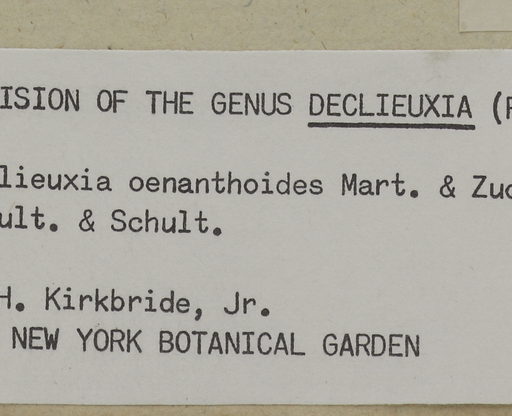 ISION OF THE GENUS DECLIEUXIA (
lieuxia oenanthoides Mart. & Zuc
ult. & Schult.
H. Kirkbride, Jr.
NEW YORK BOTANICAL GARDEN